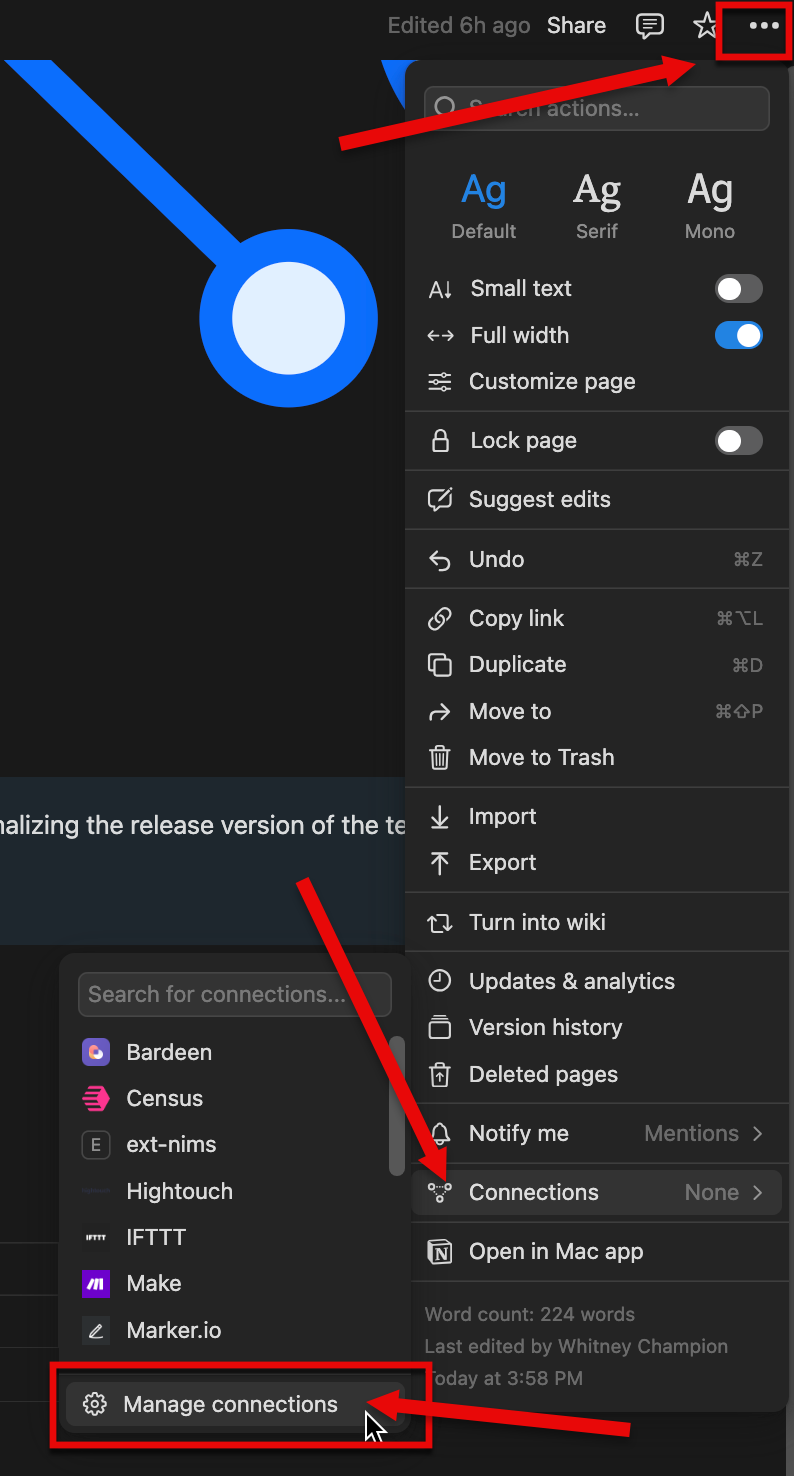 Edited 6h ago Share
Search actions...
Ag Ag Ag
Default Serif Mono
Small text
Full width
Customize page
Lock page
Suggest edits
Undo ⌘Z
Copy link ⌘⌥L
Duplicate ⌘D
Move to ⌘⇧P
Move to Trash
nalizing the release version of the te
Import
Export
Turn into wiki
Updates & analytics
Version history
Deleted pages
Notify me Mentions
Connections None
Open in Mac app
Word count: 224 words
Last edited by Whitney Champion
Today at 3:58 PM
Search for connections...
Bardeen
Census
E ext-nims
Hightouch
IFTTT IFTTT
Make
Marker.io
Manage connections